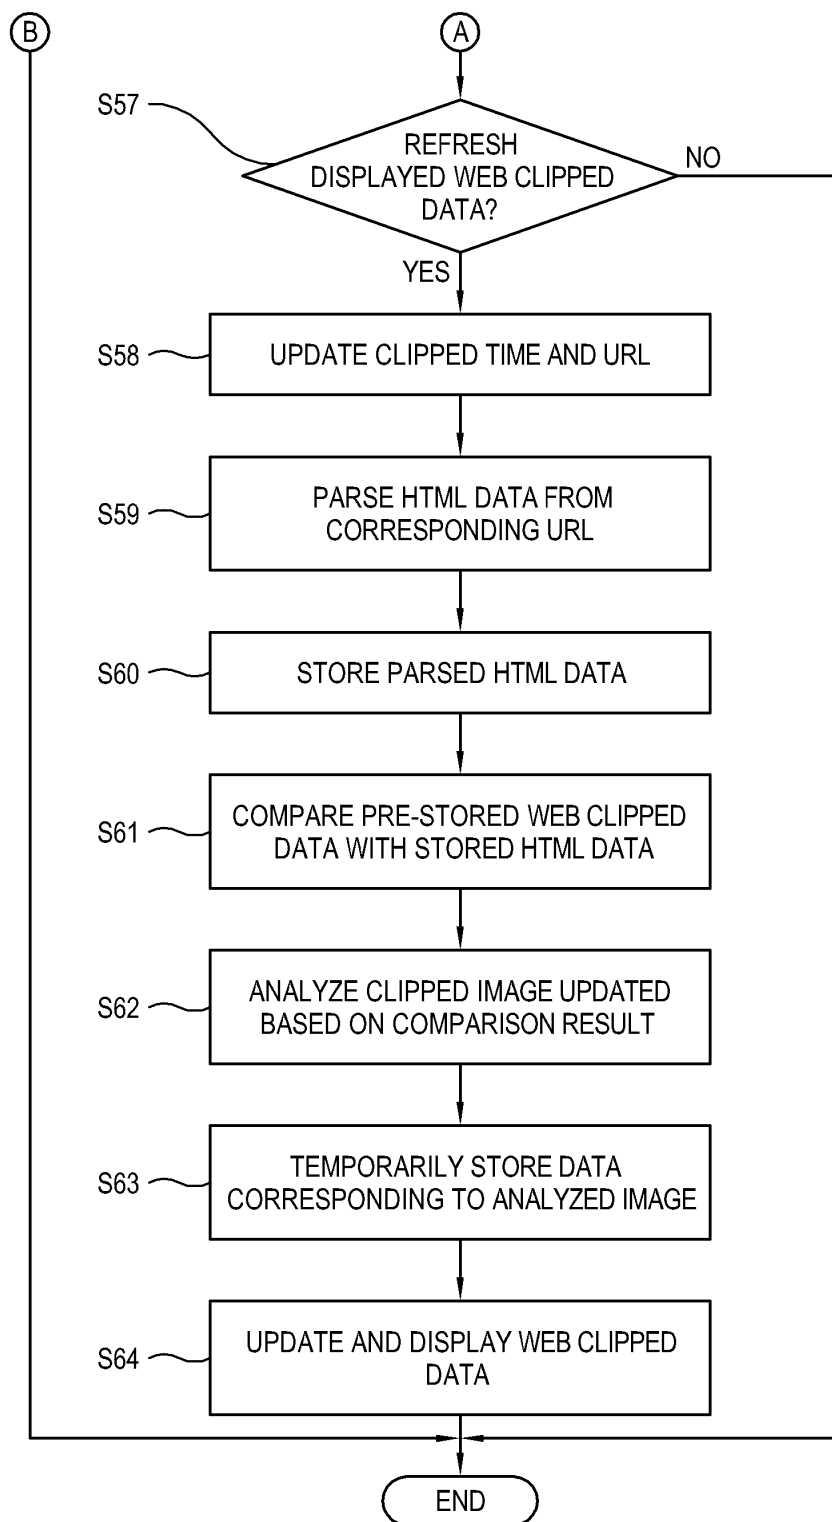 B
A
S57
REFRESH
DISPLAYED WEB CLIPPED
DATA?
NO
YES
S58
UPDATE CLIPPED TIME AND URL
S59
PARSE HTML DATA FROM
CORRESPONDING URL
S60
STORE PARSED HTML DATA
S61
COMPARE PRE-STORED WEB CLIPPED
DATA WITH STORED HTML DATA
S62
ANALYZE CLIPPED IMAGE UPDATED
BASED ON COMPARISON RESULT
S63
TEMPORARILY STORE DATA
CORRESPONDING TO ANALYZED IMAGE
S64
UPDATE AND DISPLAY WEB CLIPPED
DATA
END